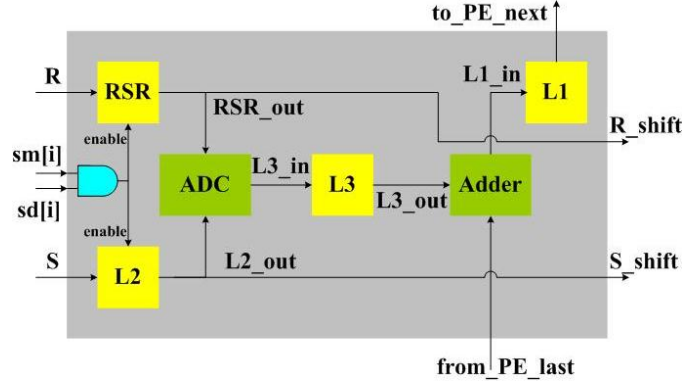 to_PE_next
R
RSR
L1_in
L1
RSR_out
R_shift
enable
sm[i]
ADC
L3_in
L3
Adder
sd[i]
L3_out
enable
S
L2
L2_out
S_shift
from_PE_last